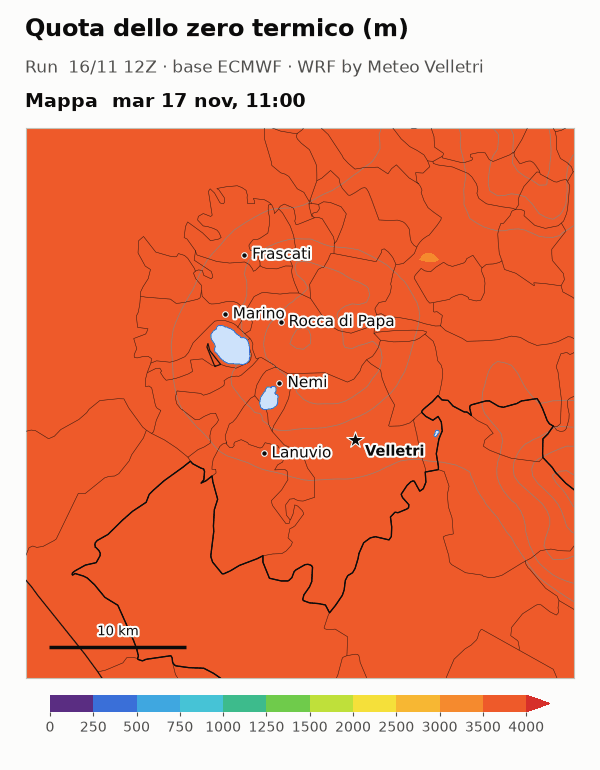 Quota dello zero termico (m)
Run  16/11 12Z · base ECMWF · WRF by Meteo Velletri
Mappa  mar 17 nov, 11:00
Frascati
Marino
Rocca di Papa
Nemi
Velletri
Lanuvio
10 km
0 250 500 750 1000 1250 1500 2000 2500 3000 3500 4000